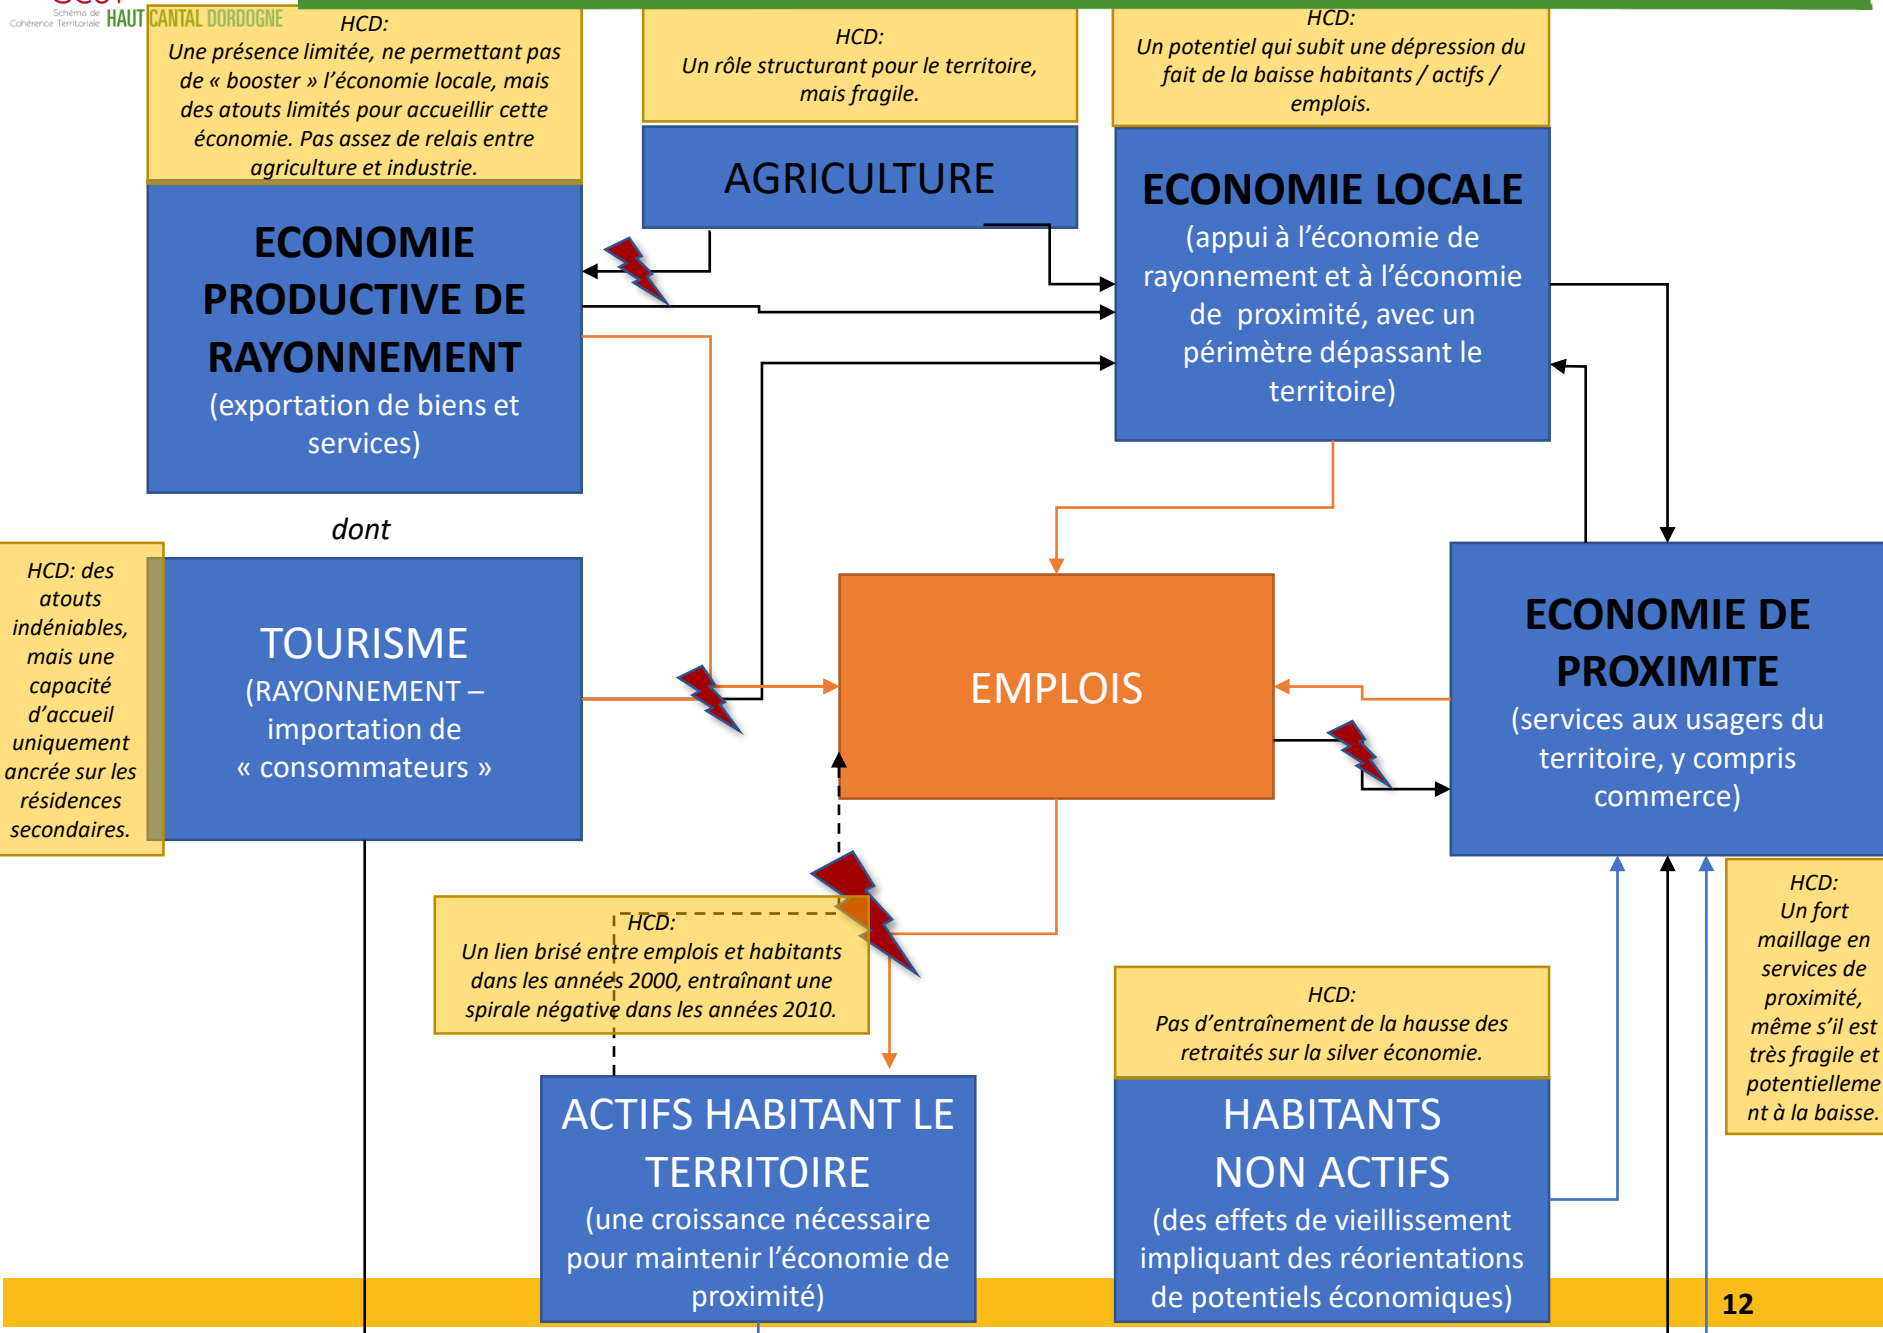 Schéma de
Cohérence Territoriale HAUT CANTAL DORDOGNE
HCD:
Une présence limitée, ne permettant pas
de « booster » l’économie locale, mais
des atouts limités pour accueillir cette
économie. Pas assez de relais entre
agriculture et industrie.
HCD:
Un rôle structurant pour le territoire,
mais fragile.
HCD:
Un potentiel qui subit une dépression du
fait de la baisse habitants / actifs /
emplois.
ECONOMIE
PRODUCTIVE DE
RAYONNEMENT
(exportation de biens et
services)
AGRICULTURE
ECONOMIE LOCALE
(appui à l’économie de
rayonnement et à l’économie
de proximité, avec un
périmètre dépassant le
territoire)
dont
HCD: des
atouts
indéniables,
mais une
capacité
d’accueil
uniquement
ancrée sur les
résidences
secondaires.
TOURISME
(RAYONNEMENT –
importation de
« consommateurs »
EMPLOIS
ECONOMIE DE
PROXIMITE
(services aux usagers du
territoire, y compris
commerce)
HCD:
Un fort
maillage en
services de
proximité,
même s’il est
très fragile et
potentielleme
nt à la baisse.
HCD:
Un lien brisé entre emplois et habitants
dans les années 2000, entraînant une
spirale négative dans les années 2010.
HCD:
Pas d’entraînement de la hausse des
retraités sur la silver économie.
ACTIFS HABITANT LE
TERRITOIRE
(une croissance nécessaire
pour maintenir l’économie de
proximité)
HABITANTS
NON ACTIFS
(des effets de vieillissement
impliquant des réorientations
de potentiels économiques)
12